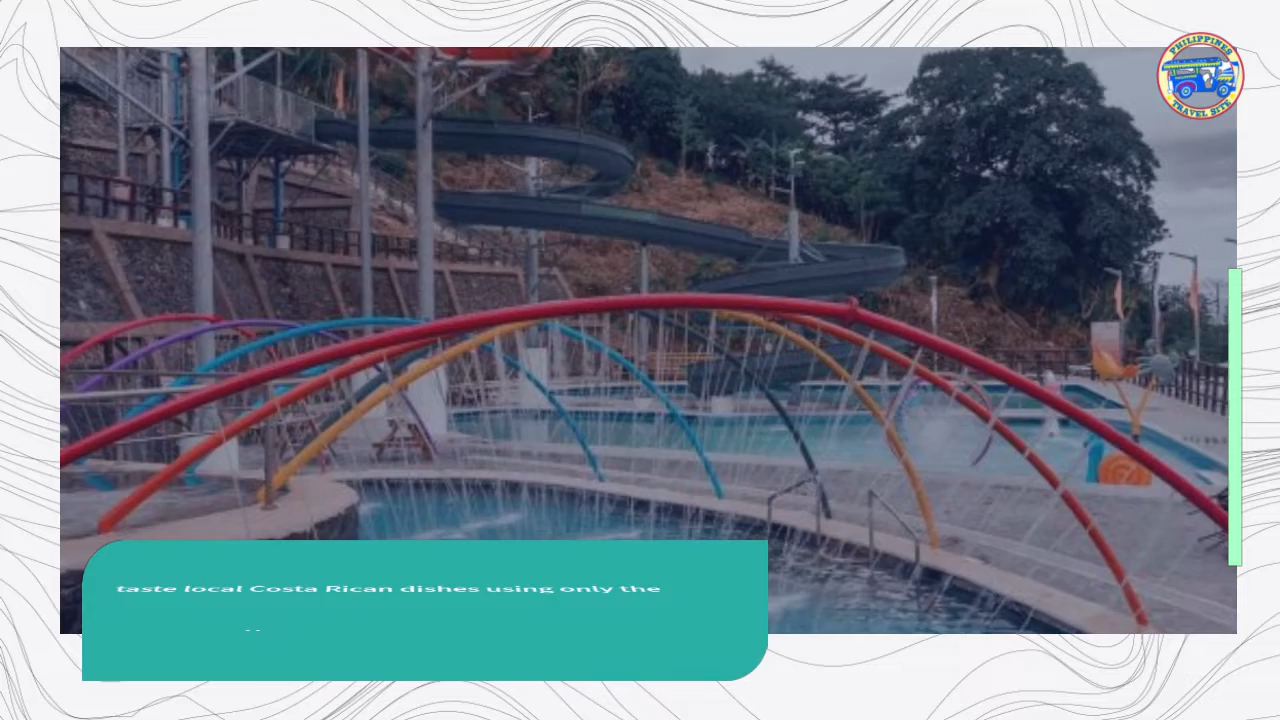 PHILIPPINES
TRAVEL SITE
taste local Costa Rican dishes using only the